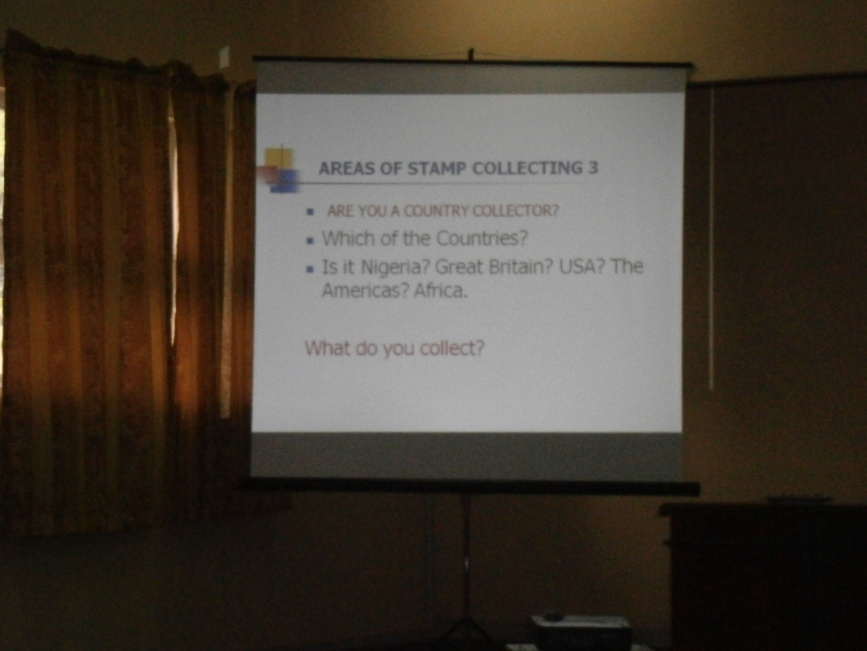 AREAS OF STAMP COLLECTING 3
ARE YOU A COUNTRY COLLECTOR?
Which of the Countries?
Is it Nigeria? Great Britain? USA? The
Americas? Africa.
What do you collect?